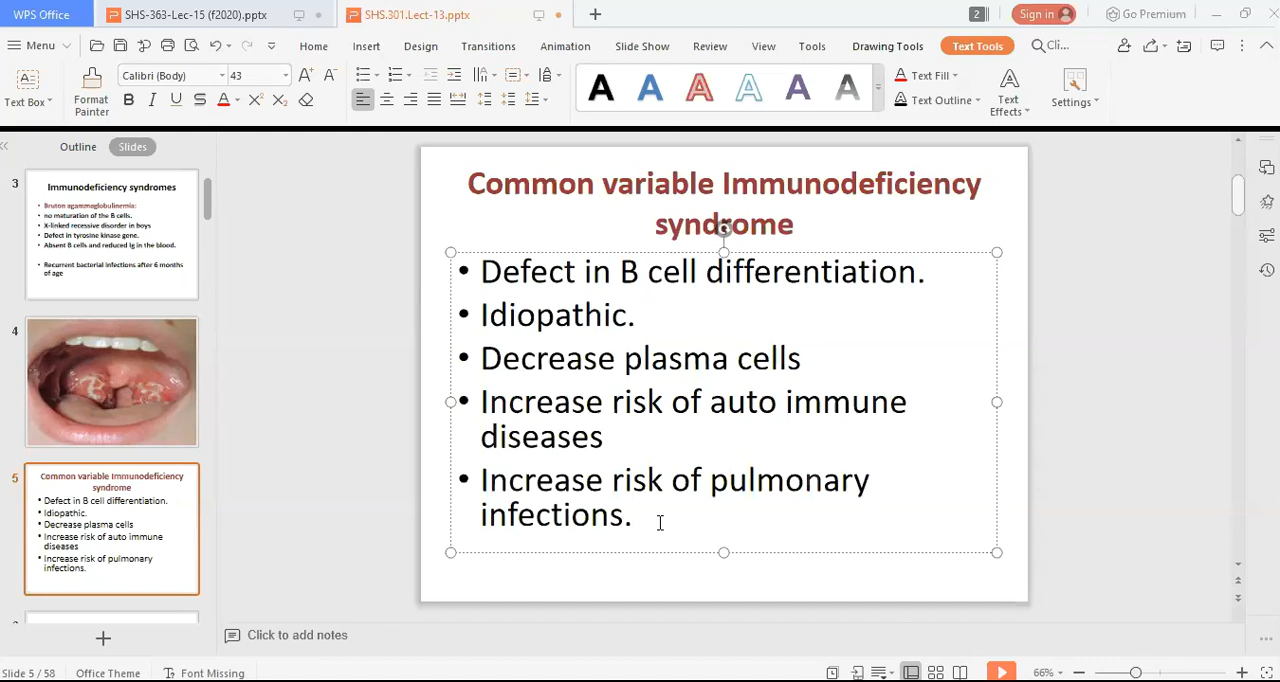 WPS Office
SHS-363-Lec-15 (f2020).pptx
SHS.301.Lect-13.pptx
2
Sign in
Go Premium
Menu
Home
Insert
Design
Transitions
Animation
Slide Show
Review
View
Tools
Drawing Tools
Text Tools
Cli...
Text Box
Format
Painter
Calibri (Body)
43
Text Fill
Text Outline
Text
Effects
Settings
Outline
Slides
3
Immunodeficiency syndromes
• Bruton agammaglobulinemia:
• no maturation of the B cells.
• X-linked recessive disorder in boys
• Defect in tyrosine kinase gene.
• Absent B cells and reduced Ig in the blood.
• Recurrent bacterial infections after 6 months
of age
4
5
Common variable Immunodeficiency
syndrome
• Defect in B cell differentiation.
• Idiopathic.
• Decrease plasma cells
• Increase risk of auto immune
diseases
• Increase risk of pulmonary
infections.
Common variable Immunodeficiency
syndrome
• Defect in B cell differentiation.
• Idiopathic.
• Decrease plasma cells
• Increase risk of auto immune
diseases
• Increase risk of pulmonary
infections.
Click to add notes
Slide 5 / 58
Office Theme
Font Missing
66%